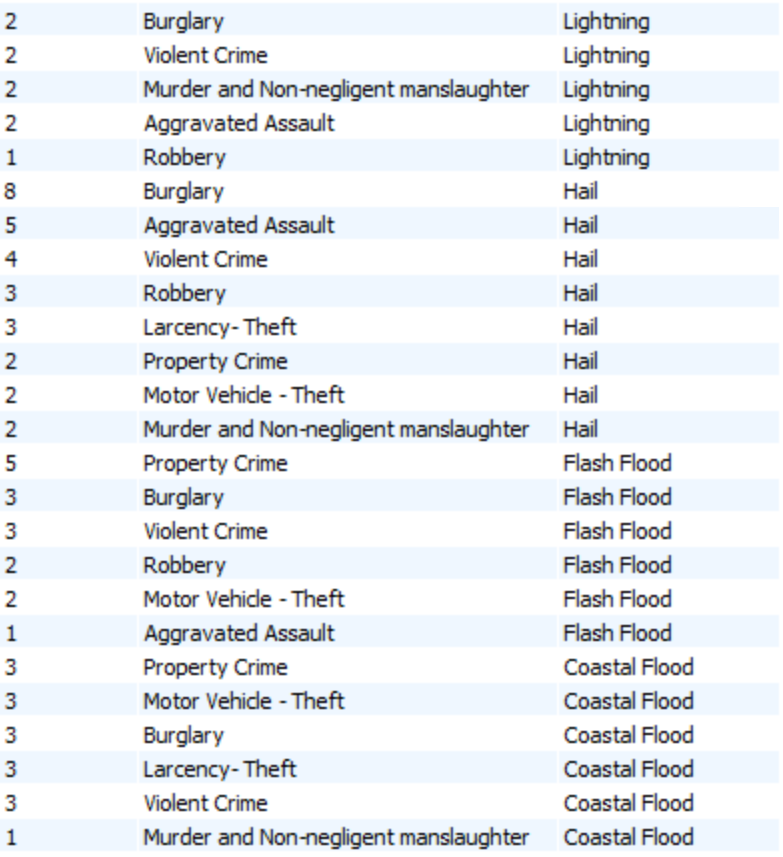 2 Burglary Lightning
2 Violent Crime Lightning
2 Murder and Non-negligent manslaughter Lightning
2 Aggravated Assault Lightning
1 Robbery Lightning
8 Burglary Hail
5 Aggravated Assault Hail
4 Violent Crime Hail
3 Robbery Hail
3 Larcency- Theft Hail
2 Property Crime Hail
2 Motor Vehicle - Theft Hail
2 Murder and Non-negligent manslaughter Hail
5 Property Crime Flash Flood
3 Burglary Flash Flood
3 Violent Crime Flash Flood
2 Robbery Flash Flood
2 Motor Vehicle - Theft Flash Flood
1 Aggravated Assault Flash Flood
3 Property Crime Coastal Flood
3 Motor Vehicle - Theft Coastal Flood
3 Burglary Coastal Flood
3 Larcency- Theft Coastal Flood
3 Violent Crime Coastal Flood
1 Murder and Non-negligent manslaughter Coastal Flood